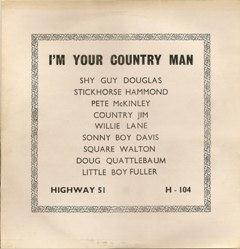 I'M YOUR COUNTRY MAN
SHY GUY DOUGLAS
STICKHORSE HAMMOND
PETE McKINLEY
COUNTRY JIM
WILLIE LANE
SONNY BOY DAVIS
SQUARE WALTON
DOUG QUATTLEBAUM
LITTLE BOY FULLER
HIGHWAY 51 H - 104